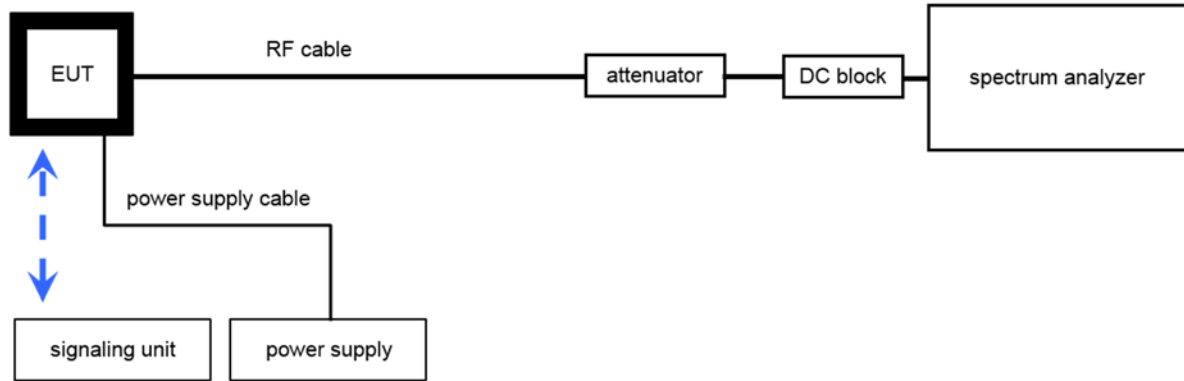 EUT
RF cable
attenuator
DC block
spectrum analyzer
power supply cable
signaling unit
power supply